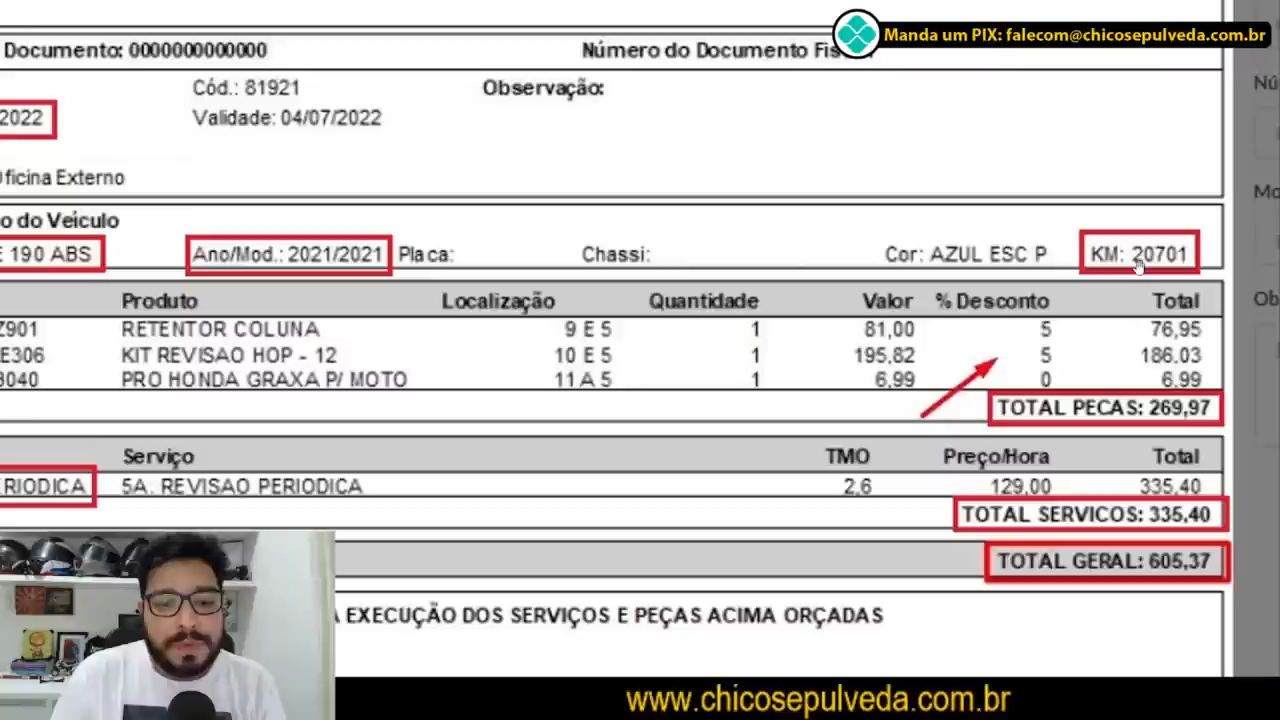 Manda um PIX: falecom@chicosepulveda.com.br
Documento: 0000000000000 Número do Documento
Cód.: 81921 Observação:
2022 Validade: 04/07/2022
Oficina Externo
o do Veículo
E 190 ABS Ano/Mod.: 2021/2021 Placa: Chassi: Cor: AZUL ESC P KM: 20701
Produto Localização Quantidade Valor % Desconto Total
Z901 RETENTOR COLUNA 9 E 5 1 81,00 5 76,95
E306 KIT REVISAO HOP - 12 10 E 5 1 195,82 5 186,03
3040 PRO HONDA GRAXA P/ MOTO 11 A 5 1 6,99 0 6,99
TOTAL PECAS: 269,97
Serviço TMO Preço/Hora Total
ERIODICA 5A. REVISAO PERIODICA 2,6 129,00 335,40
TOTAL SERVICOS: 335,40
TOTAL GERAL: 605,37
EXECUÇÃO DOS SERVIÇOS E PEÇAS ACIMA ORÇADAS
www.chicosepulveda.com.br